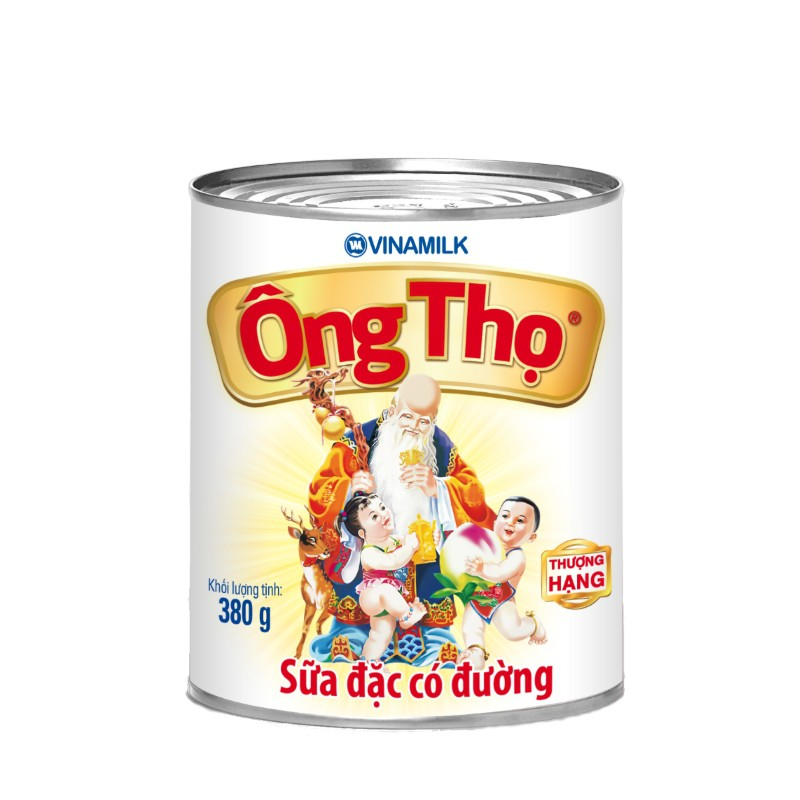 VINAMILK
Ông Thọ®
Khối lượng tịnh:
380 g
THƯỢNG
HẠNG
Sữa đặc có đường